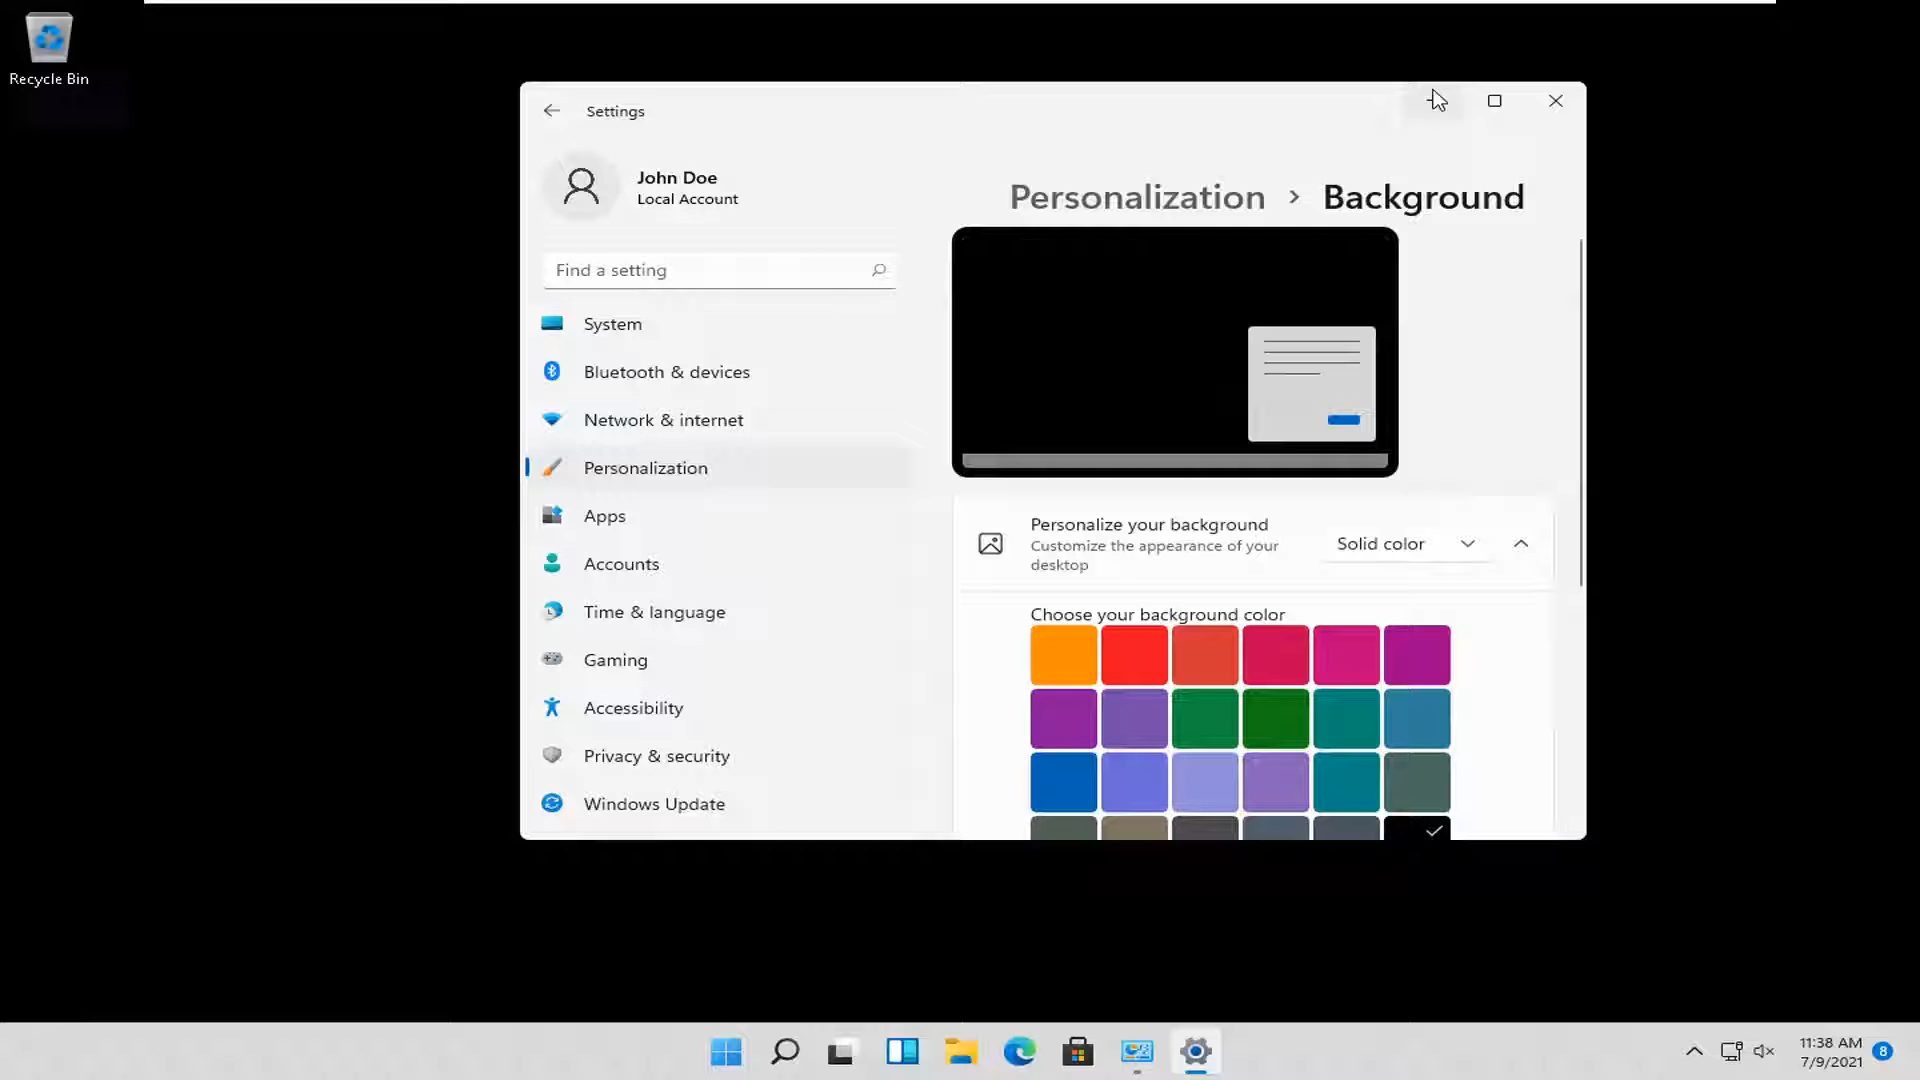 Recycle Bin
Settings
John Doe
Local Account
Find a setting
System
Bluetooth & devices
Network & internet
Personalization
Apps
Accounts
Time & language
Gaming
Accessibility
Privacy & security
Windows Update
Personalization > Background
Personalize your background
Customize the appearance of your
desktop
Solid color
Choose your background color
11:38 AM
7/9/2021
8